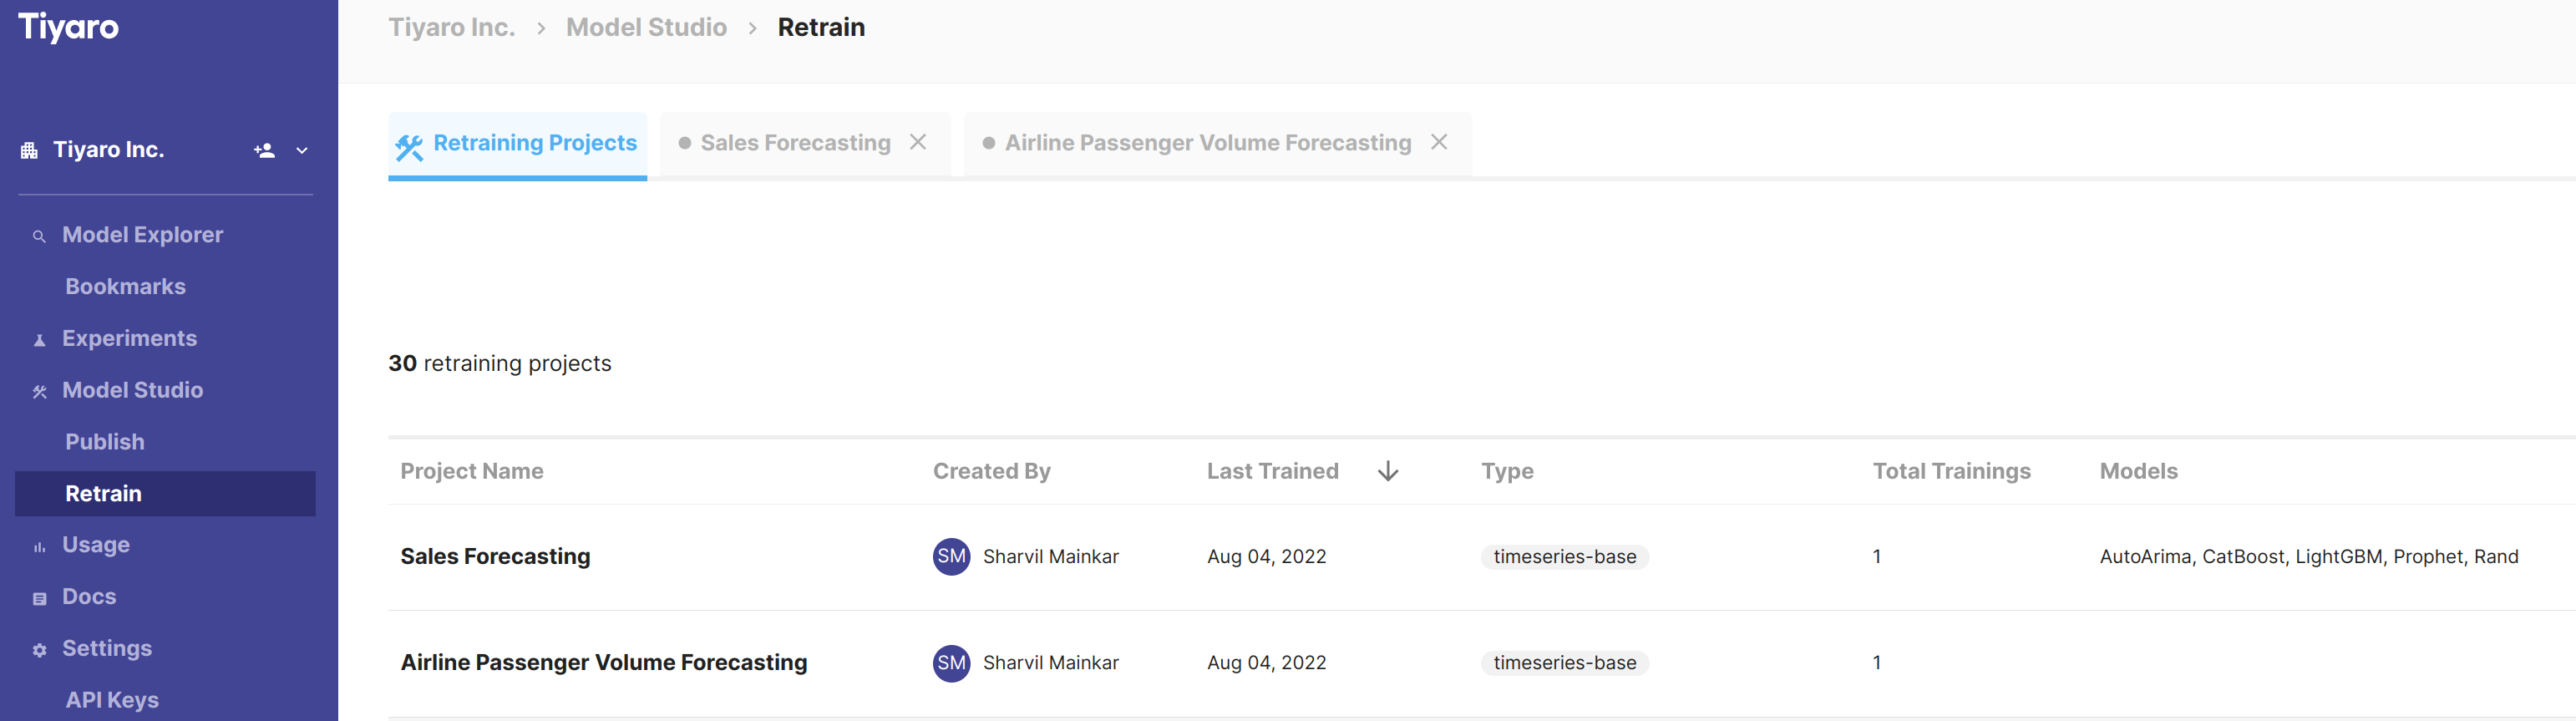 Tiyaro
Tiyaro Inc.
Model Explorer
Bookmarks
Experiments
Model Studio
Publish
Retrain
Usage
Docs
Settings
API Keys
Tiyaro Inc. > Model Studio > Retrain
Retraining Projects Sales Forecasting Airline Passenger Volume Forecasting
30 retraining projects
Project Name Created By Last Trained Type Total Trainings Models
Sales Forecasting SM Sharvil Mainkar Aug 04, 2022 timeseries-base 1 AutoArima, CatBoost, LightGBM, Prophet, Rand
Airline Passenger Volume Forecasting SM Sharvil Mainkar Aug 04, 2022 timeseries-base 1